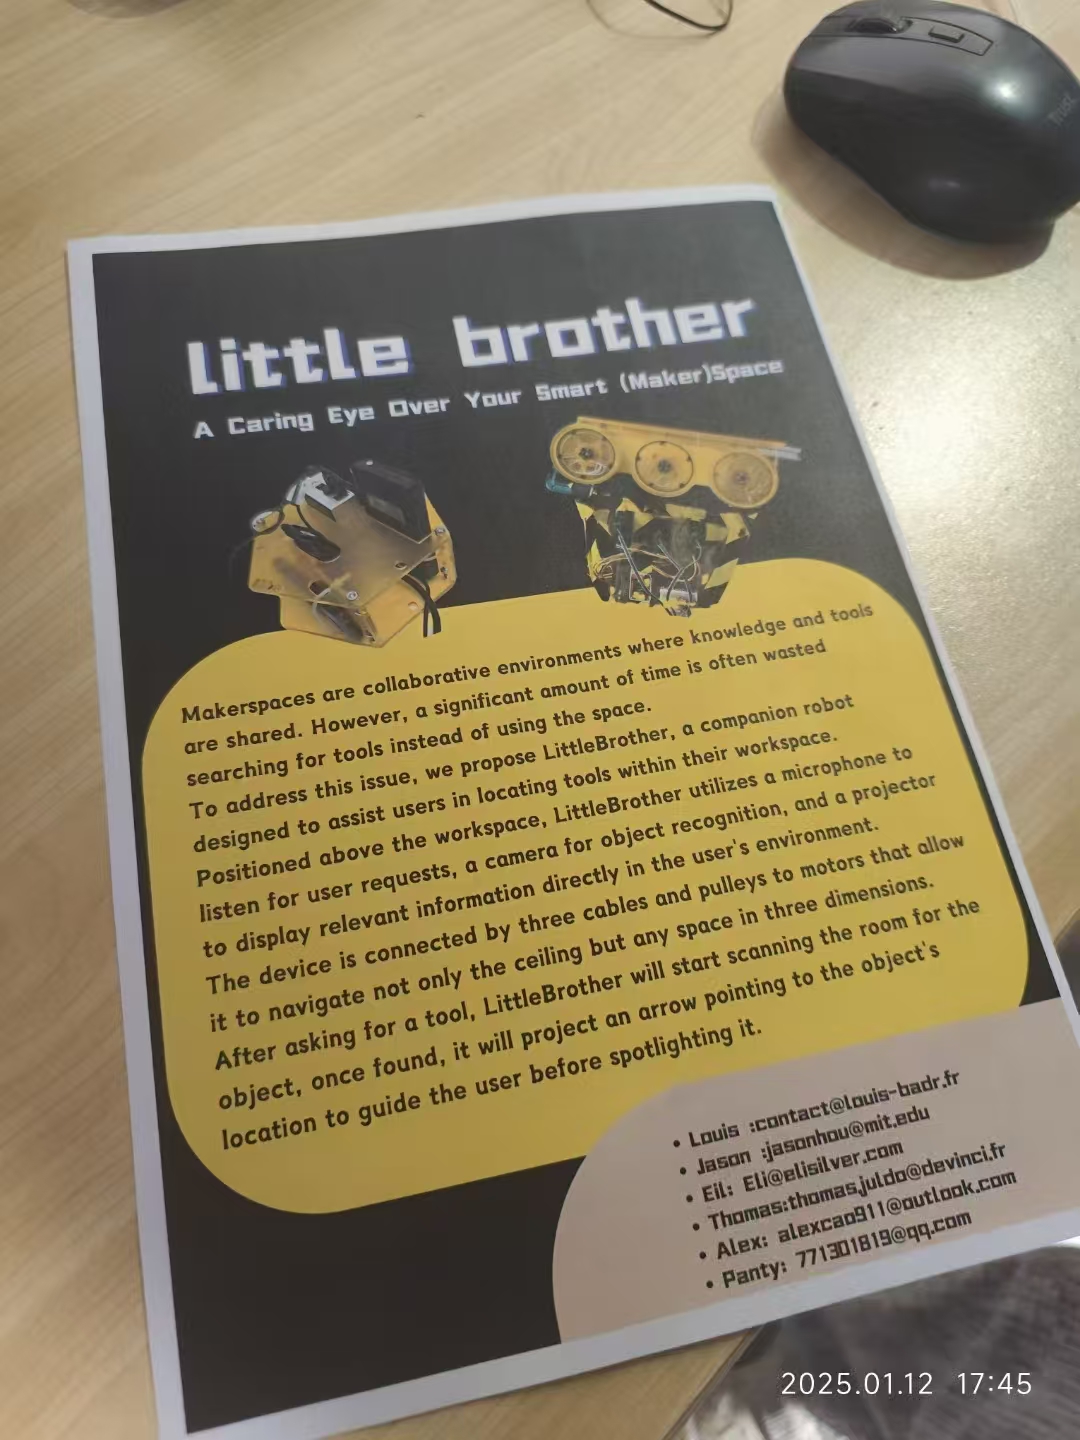 Trust
little brother
A Caring Eye Over Your Smart (Maker)Space
Makerspaces are collaborative environments where knowledge and tools
are shared. However, a significant amount of time is often wasted
searching for tools instead of using the space.
To address this issue, we propose LittleBrother, a companion robot
designed to assist users in locating tools within their workspace.
Positioned above the workspace, LittleBrother utilizes a microphone to
listen for user requests, a camera for object recognition, and a projector
to display relevant information directly in the user's environment.
The device is connected by three cables and pulleys to motors that allow
it to navigate not only the ceiling but any space in three dimensions.
After asking for a tool, LittleBrother will start scanning the room for the
object, once found, it will project an arrow pointing to the object's
location to guide the user before spotlighting it.
• Louis :contact@louis-badr.fr
• Jason :jasonhou@mit.edu
• Eil: Eli@elisilver.com
• Thomas:thomas.juldo@devinci.fr
• Alex: alexcao911@outlook.com
• Panty: 771301819@qq.com
2025.01.12 17:45